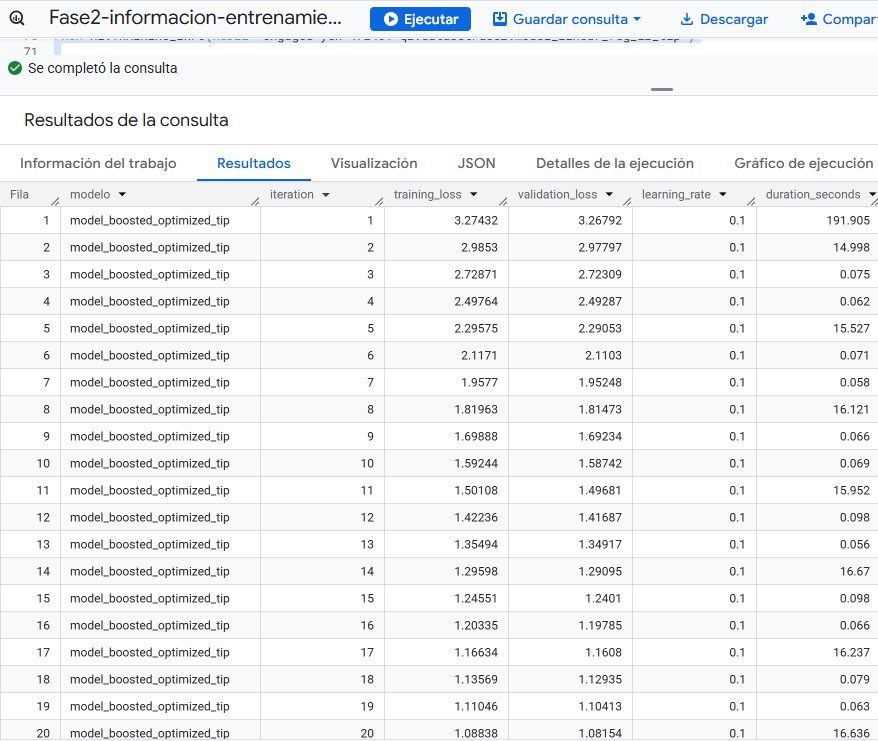 Fase2-informacion-entrenamie... Ejecutar Guardar consulta Descargar Compar
71
Se completó la consulta
Resultados de la consulta
Información del trabajo Resultados Visualización JSON Detalles de la ejecución Gráfico de ejecución
Fila modelo iteration training_loss validation_loss learning_rate duration_seconds
1 model_boosted_optimized_tip 1 3.27432 3.26792 0.1 191.905
2 model_boosted_optimized_tip 2 2.9853 2.97797 0.1 14.998
3 model_boosted_optimized_tip 3 2.72871 2.72309 0.1 0.075
4 model_boosted_optimized_tip 4 2.49764 2.49287 0.1 0.062
5 model_boosted_optimized_tip 5 2.29575 2.29053 0.1 15.527
6 model_boosted_optimized_tip 6 2.1171 2.1103 0.1 0.071
7 model_boosted_optimized_tip 7 1.9577 1.95248 0.1 0.058
8 model_boosted_optimized_tip 8 1.81963 1.81473 0.1 16.121
9 model_boosted_optimized_tip 9 1.69888 1.69234 0.1 0.066
10 model_boosted_optimized_tip 10 1.59244 1.58742 0.1 0.069
11 model_boosted_optimized_tip 11 1.50108 1.49681 0.1 15.952
12 model_boosted_optimized_tip 12 1.42236 1.41687 0.1 0.098
13 model_boosted_optimized_tip 13 1.35494 1.34917 0.1 0.056
14 model_boosted_optimized_tip 14 1.29598 1.29095 0.1 16.67
15 model_boosted_optimized_tip 15 1.24551 1.2401 0.1 0.098
16 model_boosted_optimized_tip 16 1.20335 1.19785 0.1 0.066
17 model_boosted_optimized_tip 17 1.16634 1.1608 0.1 16.237
18 model_boosted_optimized_tip 18 1.13569 1.12935 0.1 0.079
19 model_boosted_optimized_tip 19 1.11046 1.10413 0.1 0.063
20 model_boosted_optimized_tip 20 1.08838 1.08154 0.1 16.636